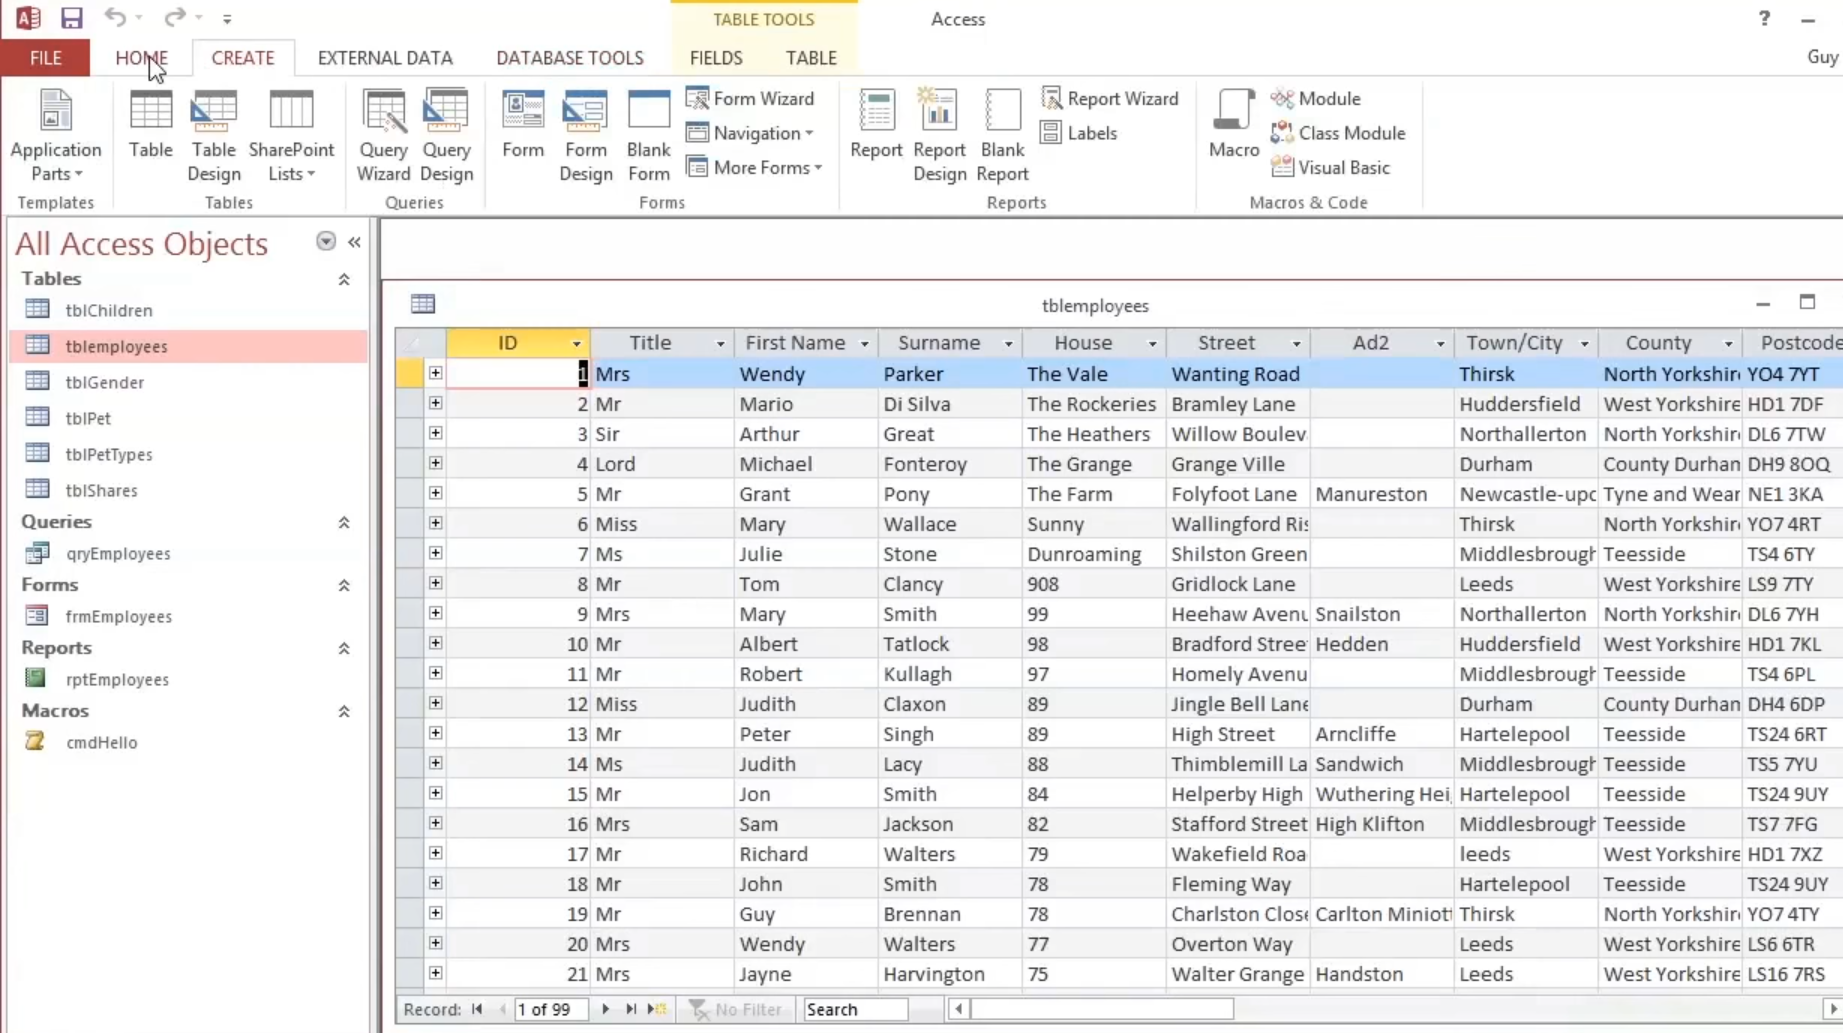 TABLE TOOLS Access ?
FILE HOME CREATE EXTERNAL DATA DATABASE TOOLS FIELDS TABLE Guy
Application Parts Table Table Design SharePoint Lists Query Wizard Query Design Form Form Design Blank Form Form Wizard Navigation More Forms Report Report Design Blank Report Report Wizard Labels Macro Module Class Module Visual Basic
Templates Tables Queries Forms Reports Macros & Code
All Access Objects
Tables
tblChildren
tblemployees
tblGender
tblPet
tblPetTypes
tblShares
Queries
qryEmployees
Forms
frmEmployees
Reports
rptEmployees
Macros
cmdHello
tblemployees
ID Title First Name Surname House Street Ad2 Town/City County Postcode
1 Mrs Wendy Parker The Vale Wanting Road Thirsk North Yorkshir YO4 7YT
2 Mr Mario Di Silva The Rockeries Bramley Lane Huddersfield West Yorkshire HD1 7DF
3 Sir Arthur Great The Heathers Willow Boulev Northallerton North Yorkshir DL6 7TW
4 Lord Michael Fonteroy The Grange Grange Ville Durham County Durham DH9 8OQ
5 Mr Grant Pony The Farm Folyfoot Lane Manureston Newcastle-upo Tyne and Wear NE1 3KA
6 Miss Mary Wallace Sunny Wallingford Ris Thirsk North Yorkshir YO7 4RT
7 Ms Julie Stone Dunroaming Shilston Green Middlesbrough Teesside TS4 6TY
8 Mr Tom Clancy 908 Gridlock Lane Leeds West Yorkshire LS9 7TY
9 Mrs Mary Smith 99 Heehaw Avenu Snailston Northallerton North Yorkshir DL6 7YH
10 Mr Albert Tatlock 98 Bradford Stree Hedden Huddersfield West Yorkshire HD1 7KL
11 Mr Robert Kullagh 97 Homely Avenu Middlesbrough Teesside TS4 6PL
12 Miss Judith Claxon 89 Jingle Bell Lane Durham County Durham DH4 6DP
13 Mr Peter Singh 89 High Street Arncliffe Hartelepool Teesside TS24 6RT
14 Ms Judith Lacy 88 Thimblemill La Sandwich Middlesbrough Teesside TS5 7YU
15 Mr Jon Smith 84 Helperby High Wuthering Hei Hartelepool Teesside TS24 9UY
16 Mrs Sam Jackson 82 Stafford Street High Klifton Middlesbrough Teesside TS7 7FG
17 Mr Richard Walters 79 Wakefield Roa leeds West Yorkshire HD1 7XZ
18 Mr John Smith 78 Fleming Way Hartelepool Teesside TS24 9UY
19 Mr Guy Brennan 78 Charlston Close Carlton Miniott Thirsk North Yorkshir YO7 4TY
20 Mrs Wendy Walters 77 Overton Way Leeds West Yorkshire LS6 6TR
21 Mrs Jayne Harvington 75 Walter Grange Handston Leeds West Yorkshire LS16 7RS
Record: 1 of 99 No Filter Search